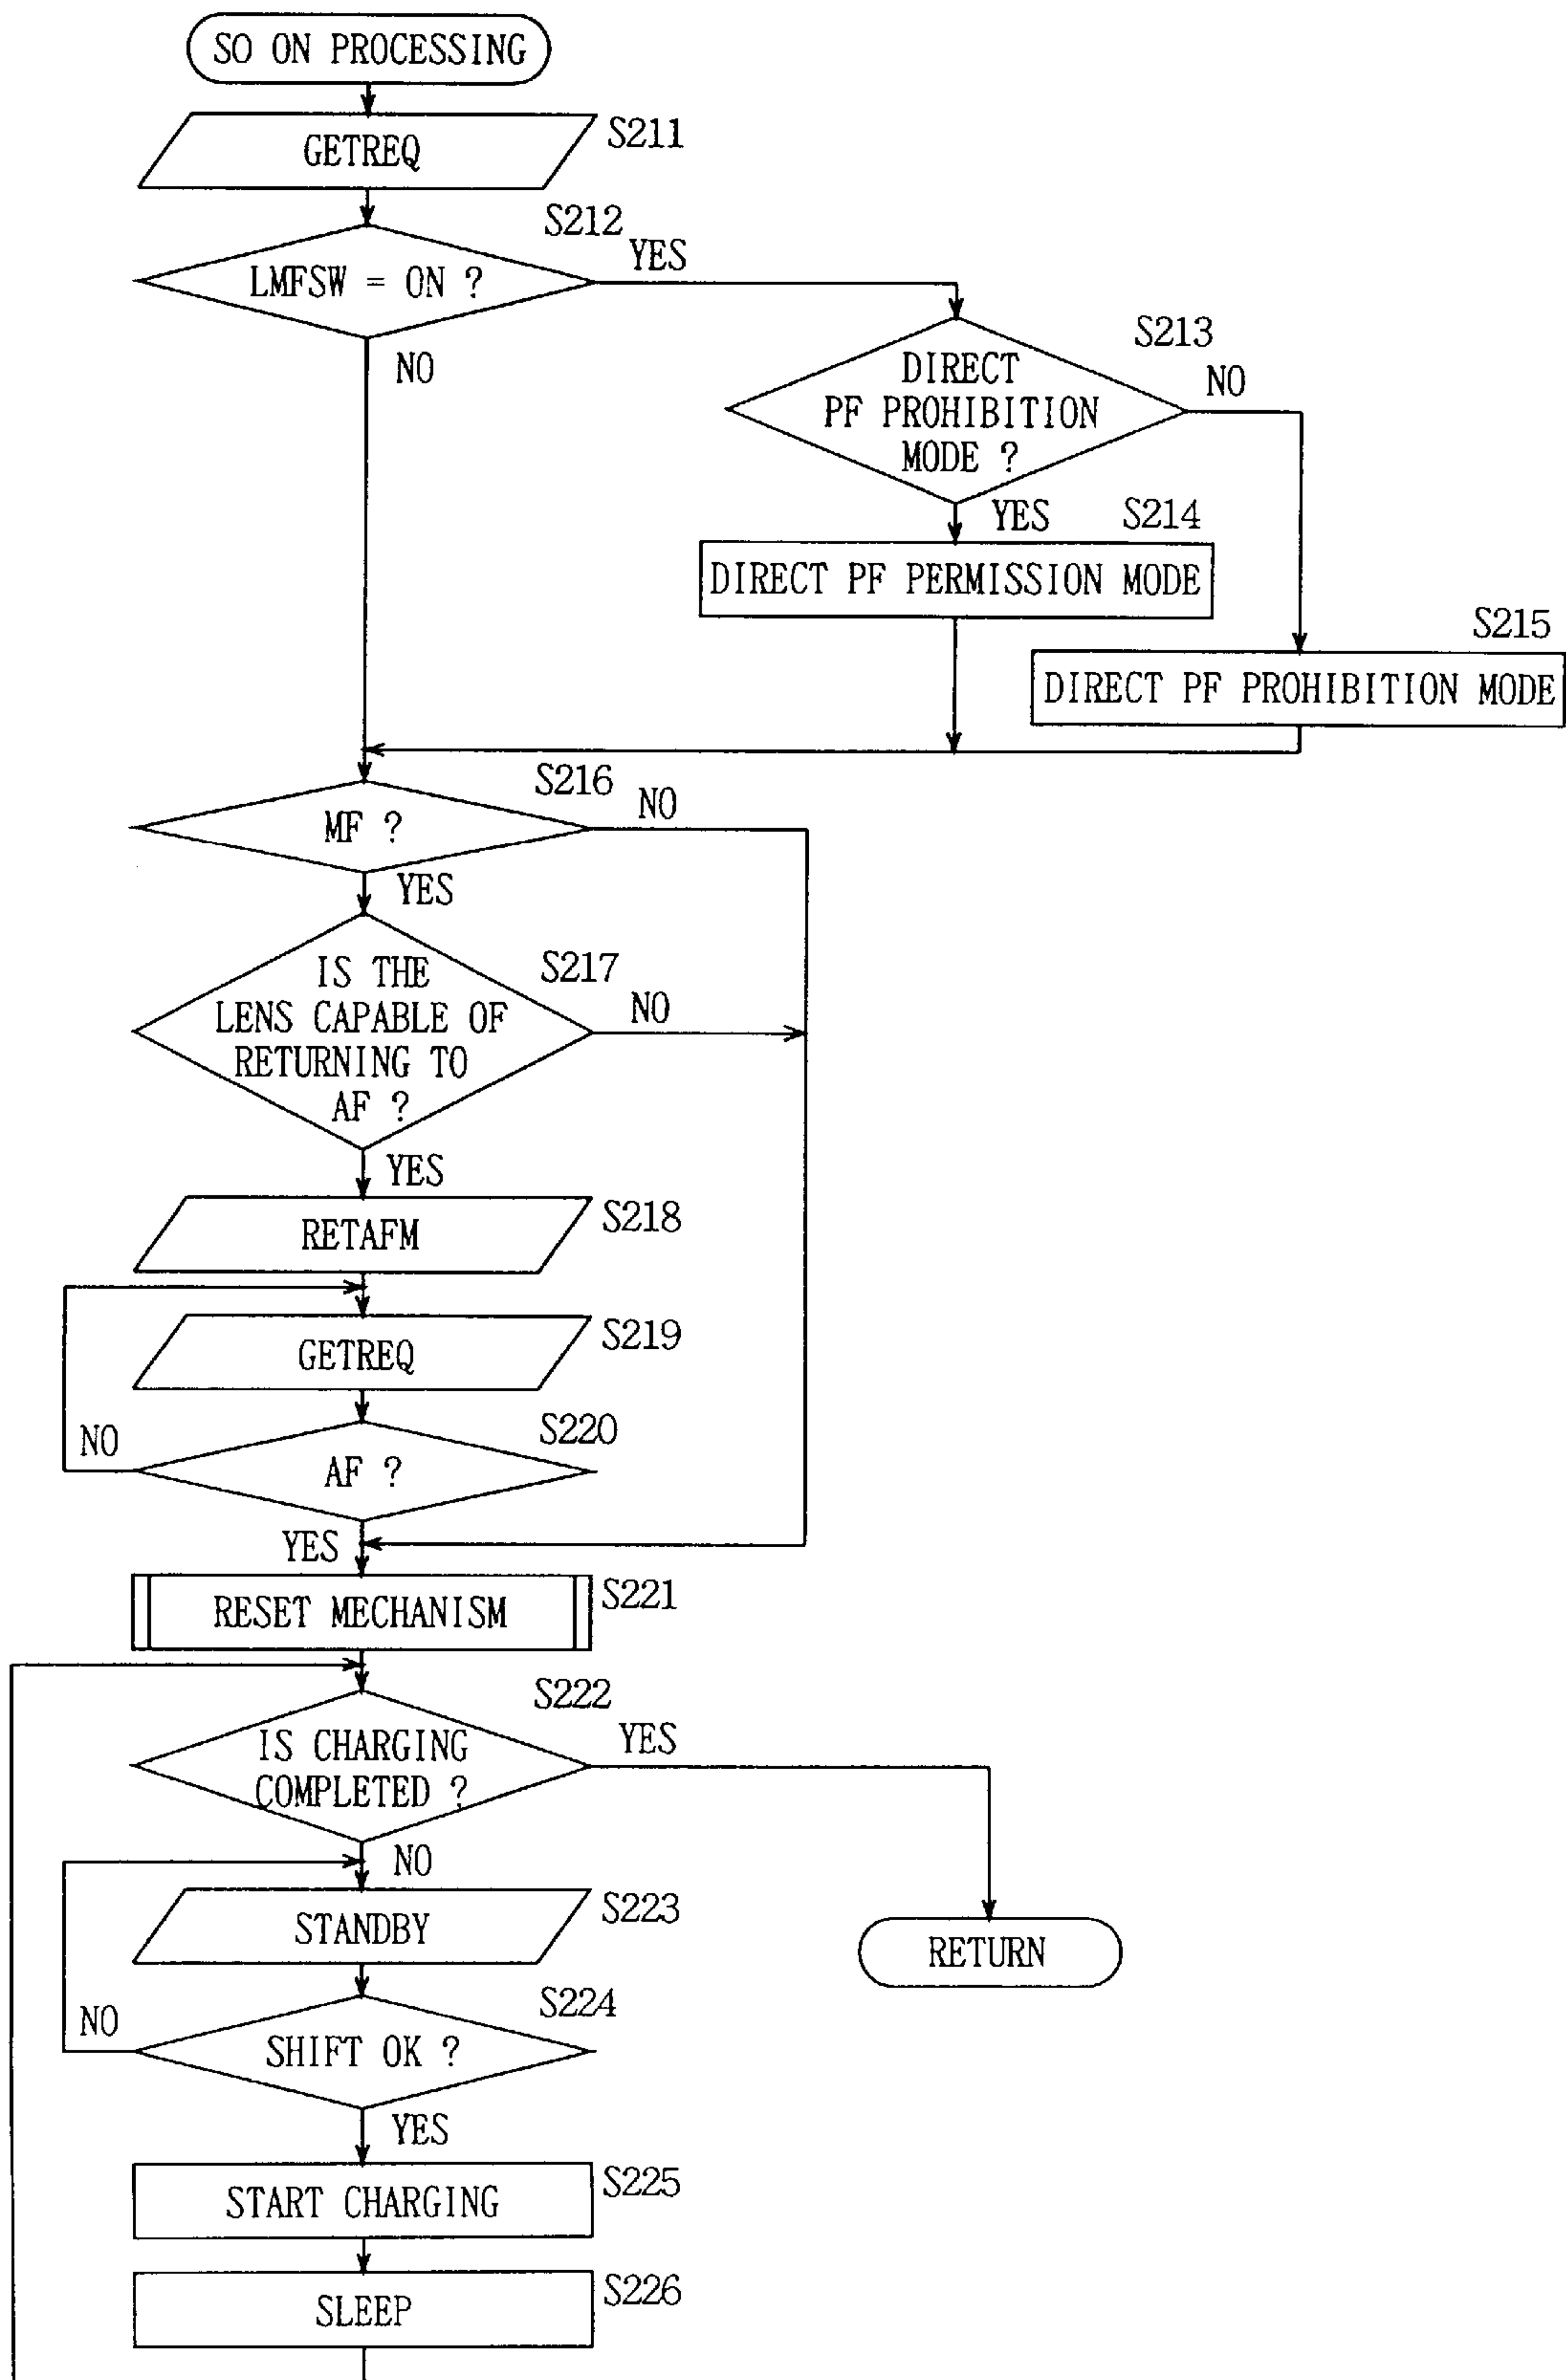 SO ON PROCESSING
GETREQ
S211
S212
LMFSW = ON ?
YES
NO
S213
DIRECT
PF PROHIBITION
MODE ?
NO
YES
S214
DIRECT PF PERMISSION MODE
S215
DIRECT PF PROHIBITION MODE
S216
MF ?
NO
YES
S217
IS THE
LENS CAPABLE OF
RETURNING TO
AF ?
NO
YES
RETAFM
S218
GETREQ
S219
S220
AF ?
NO
YES
RESET MECHANISM
S221
S222
IS CHARGING
COMPLETED ?
YES
NO
STANDBY
S223
RETURN
S224
SHIFT OK ?
NO
YES
START CHARGING
S225
SLEEP
S226